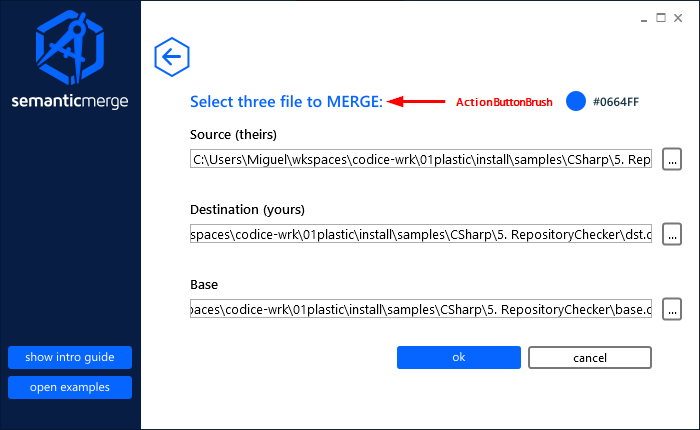 semanticmerge
Select three file to MERGE:
ActionButtonBrush
#0664FF
Source (theirs)
C:\Users\Miguel\wkspaces\codice-wrk\01plastic\install\samples\CSharp\5. Rep
...
Destination (yours)
spaces\codice-wrk\01plastic\install\samples\CSharp\5. RepositoryChecker\dst.c
...
Base
paces\codice-wrk\01plastic\install\samples\CSharp\5. RepositoryChecker\base.c
...
show intro guide
open examples
ok
cancel